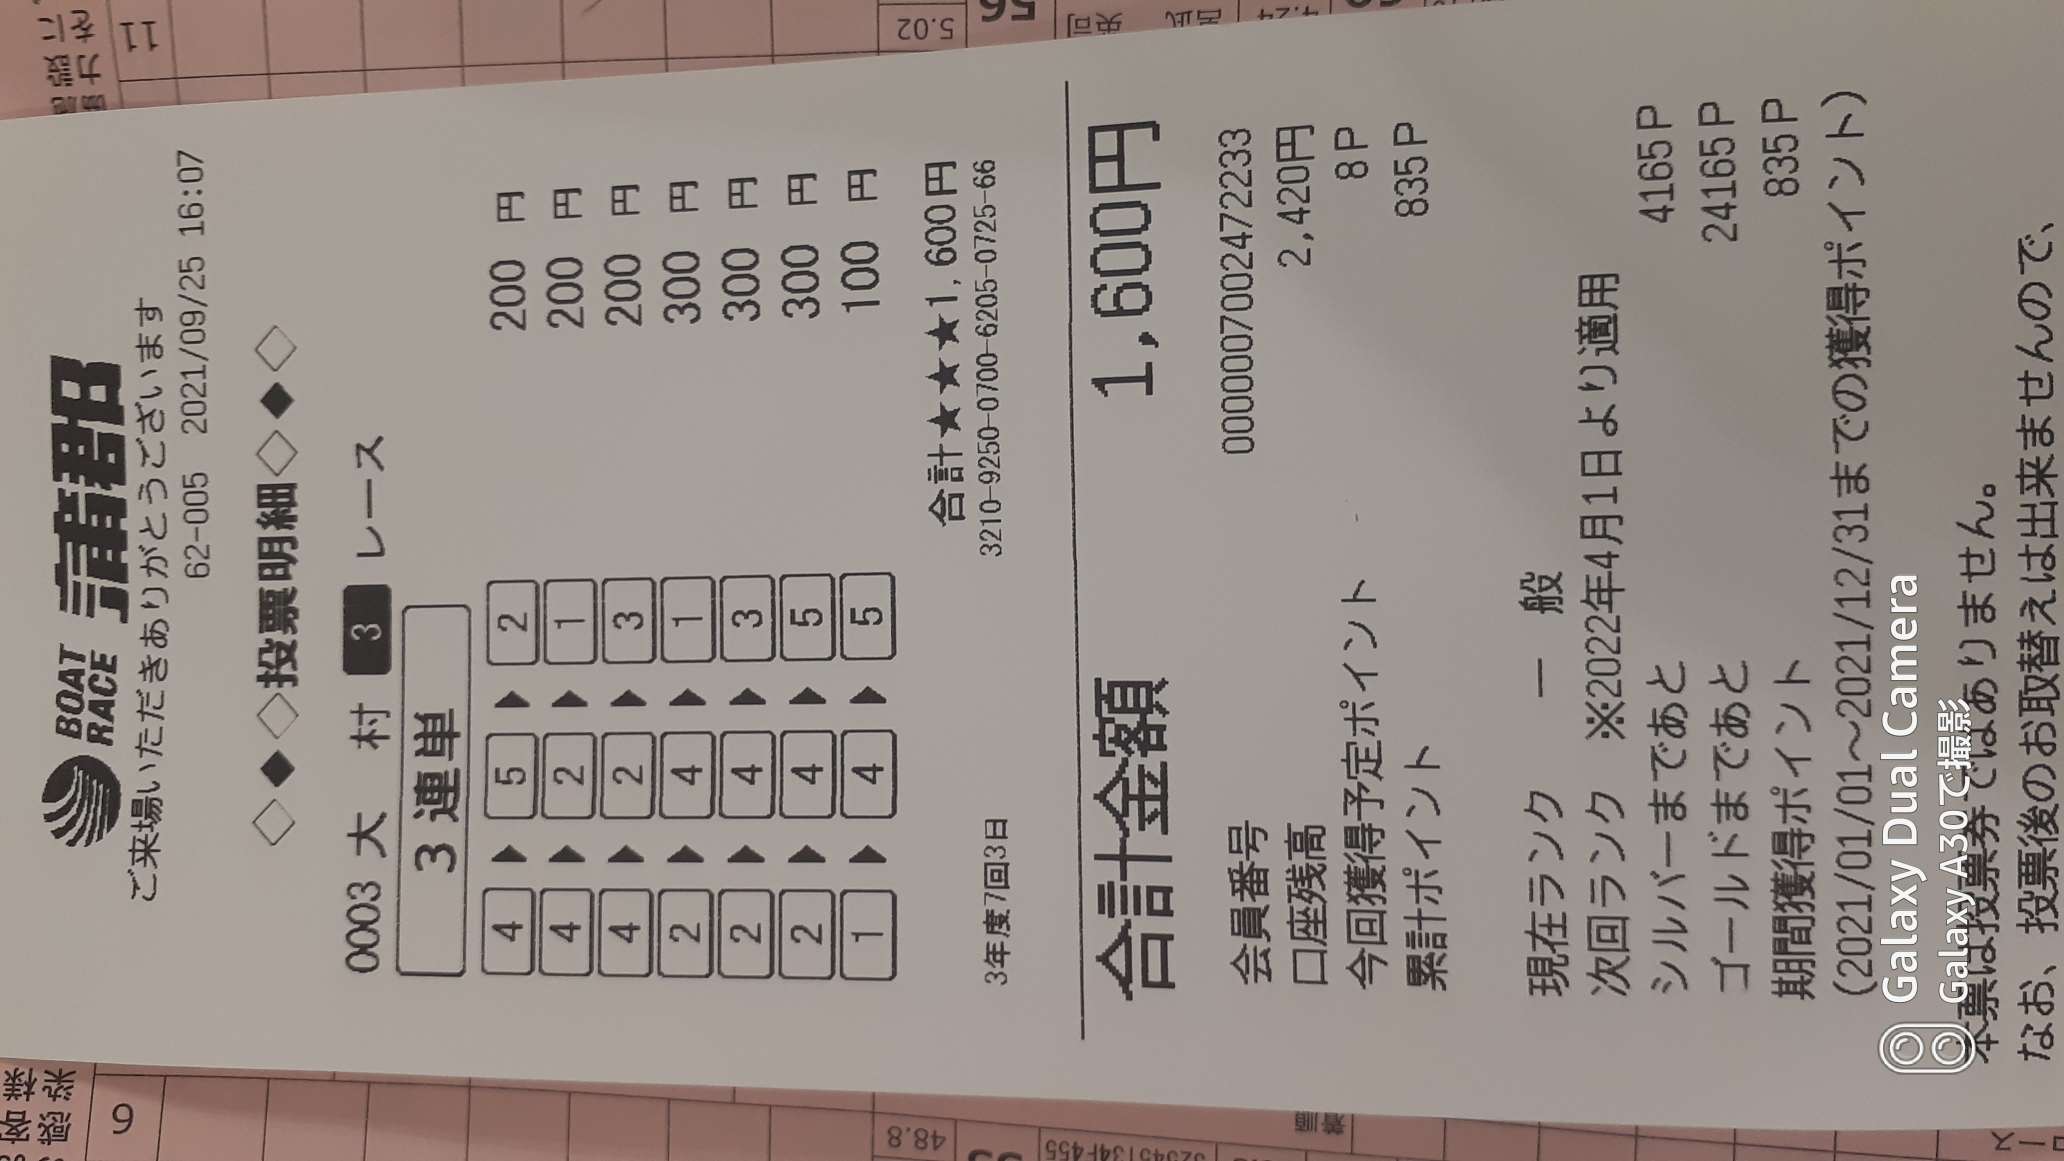 BOAT RACE
ご来場いただきありがとうございます
62-005 2021/09/25 16:07
◇◆◇投票明細◇◆◇
0003 大 村 3 レース
3連単
4▶5▶2 200 円
4▶2▶1 200 円
4▶2▶3 200 円
2▶4▶1 300 円
2▶4▶3 300 円
2▶4▶5 300 円
1▶4▶5 100 円
合計★★★★1,600円
3年度7回3日 3210-9250-0700-6205-0725-66
合計金額 1,600円
会員番号 000007002472233
口座残高 2,420円
今回獲得予定ポイント 8P
累計ポイント 835P
現在ランク 一 般
次回ランク ※2022年4月1日より適用
シルバーまであと 4165P
ゴールドまであと 24165P
期間獲得ポイント 835P
(2021/01/01〜2021/12/31までの獲得ポイント)
本票は投票券ではありません。
なお、投票後のお取替えは出来ませんので、
Galaxy Dual Camera
Galaxy A30で撮影
11
5.02
56
6
48.8